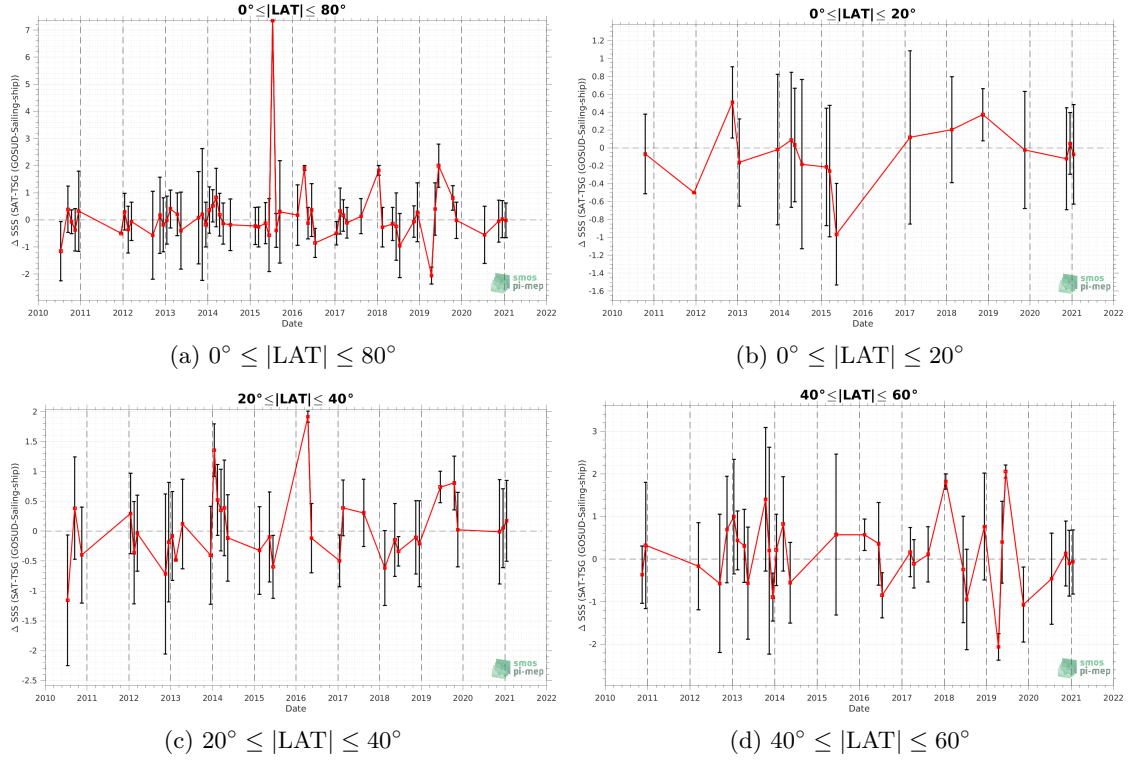 0°≤|LAT|≤ 80°
Δ SSS (SAT-TSG (GOSUD-Sailing-ship))
7
6
5
4
3
2
1
0
-1
-2
2010 2011 2012 2013 2014 2015 2016 2017 2018 2019 2020 2021 2022
Date
smos
pi-mep
(a) 0° ≤ |LAT| ≤ 80°
0°≤|LAT|≤ 20°
Δ SSS (SAT-TSG (GOSUD-Sailing-ship))
1.2
1
0.8
0.6
0.4
0.2
0
-0.2
-0.4
-0.6
-0.8
-1
-1.2
-1.4
-1.6
2010 2011 2012 2013 2014 2015 2016 2017 2018 2019 2020 2021 2022
Date
smos
pi-mep
(b) 0° ≤ |LAT| ≤ 20°
20°≤|LAT|≤ 40°
Δ SSS (SAT-TSG (GOSUD-Sailing-ship))
2
1.5
1
0.5
0
-0.5
-1
-1.5
-2
-2.5
2010 2011 2012 2013 2014 2015 2016 2017 2018 2019 2020 2021 2022
Date
smos
pi-mep
(c) 20° ≤ |LAT| ≤ 40°
40°≤|LAT|≤ 60°
Δ SSS (SAT-TSG (GOSUD-Sailing-ship))
3
2
1
0
-1
-2
2010 2011 2012 2013 2014 2015 2016 2017 2018 2019 2020 2021 2022
Date
smos
pi-mep
(d) 40° ≤ |LAT| ≤ 60°